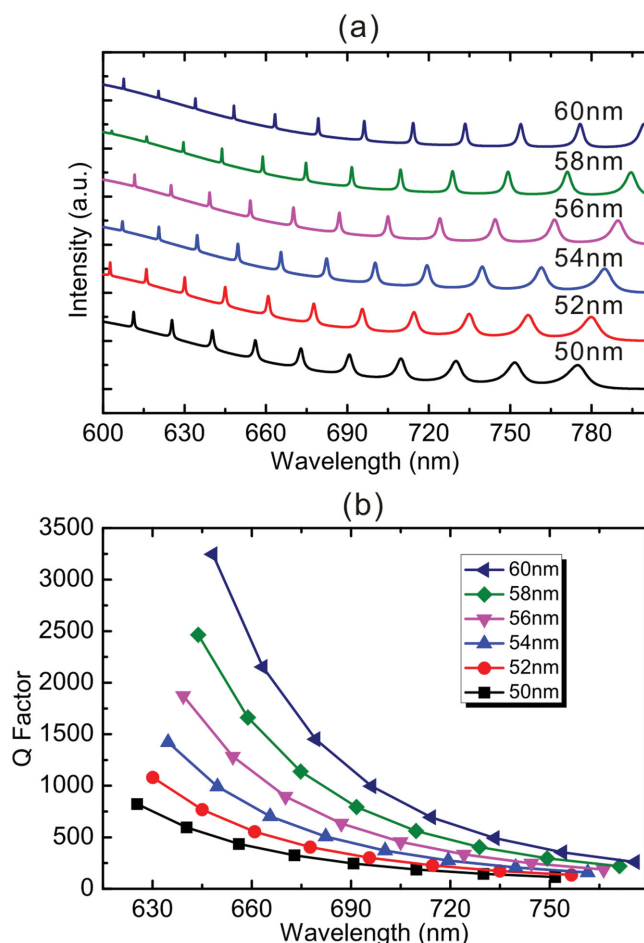 (a)
Intensity (a.u.)
60nm
58nm
56nm
54nm
52nm
50nm
600 630 660 690 720 750 780
Wavelength (nm)
(b)
Q Factor
3500
3000
2500
2000
1500
1000
500
0
60nm
58nm
56nm
54nm
52nm
50nm
630 660 690 720 750
Wavelength (nm)